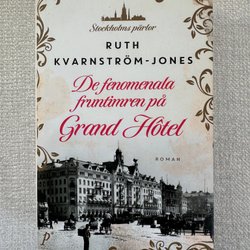 Stockholms pärlor
RUTH
KVARNSTRÖM-JONES
De fenomenala
fruntimren på
Grand Hôtel
ROMAN
p